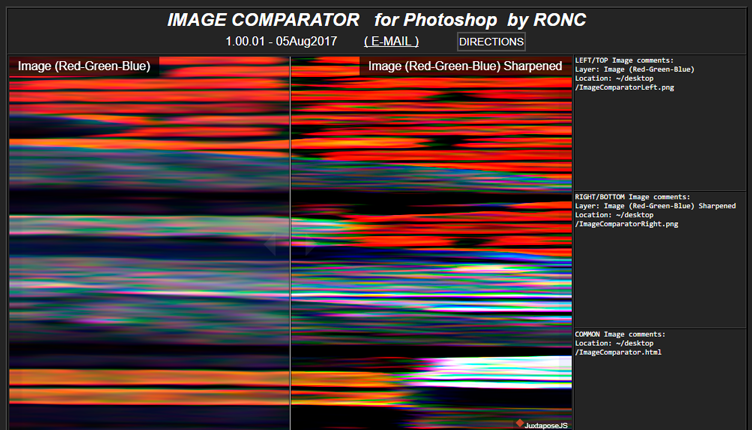 IMAGE COMPARATOR for Photoshop by RONC
1.00.01 - 05Aug2017 ( E-MAIL ) DIRECTIONS
Image (Red-Green-Blue)
Image (Red-Green-Blue) Sharpened
LEFT/TOP Image comments:
Layer: Image (Red-Green-Blue)
Location: ~/desktop
/ImageComparatorLeft.png
RIGHT/BOTTOM Image comments:
Layer: Image (Red-Green-Blue) Sharpened
Location: ~/desktop
/ImageComparatorRight.png
COMMON Image comments:
Location: ~/desktop
/ImageComparator.html
JuxtaposeJS